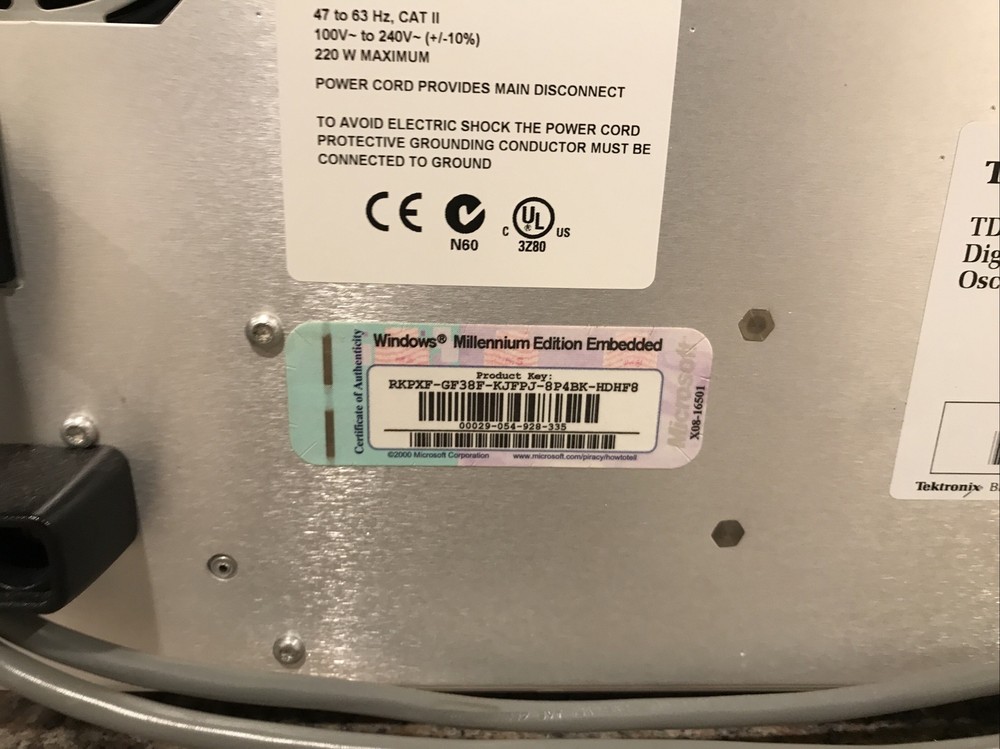 47 to 63 Hz, CAT II
100V~ to 240V~ (+/-10%)
220 W MAXIMUM
POWER CORD PROVIDES MAIN DISCONNECT
TO AVOID ELECTRIC SHOCK THE POWER CORD
PROTECTIVE GROUNDING CONDUCTOR MUST BE
CONNECTED TO GROUND
CE
N60
C UL US
®
3Z80
Certificate of Authenticity
Windows® Millennium Edition Embedded
Product Key:
RKPXF-GF38F-KJFPJ-8P4BK-HDHF8
00029-054-928-335
©2000 Microsoft Corporation www.microsoft.com/piracy/howtotell
Microsoft
X08-16501
T
TD
Dig
Osc
Tektronix B